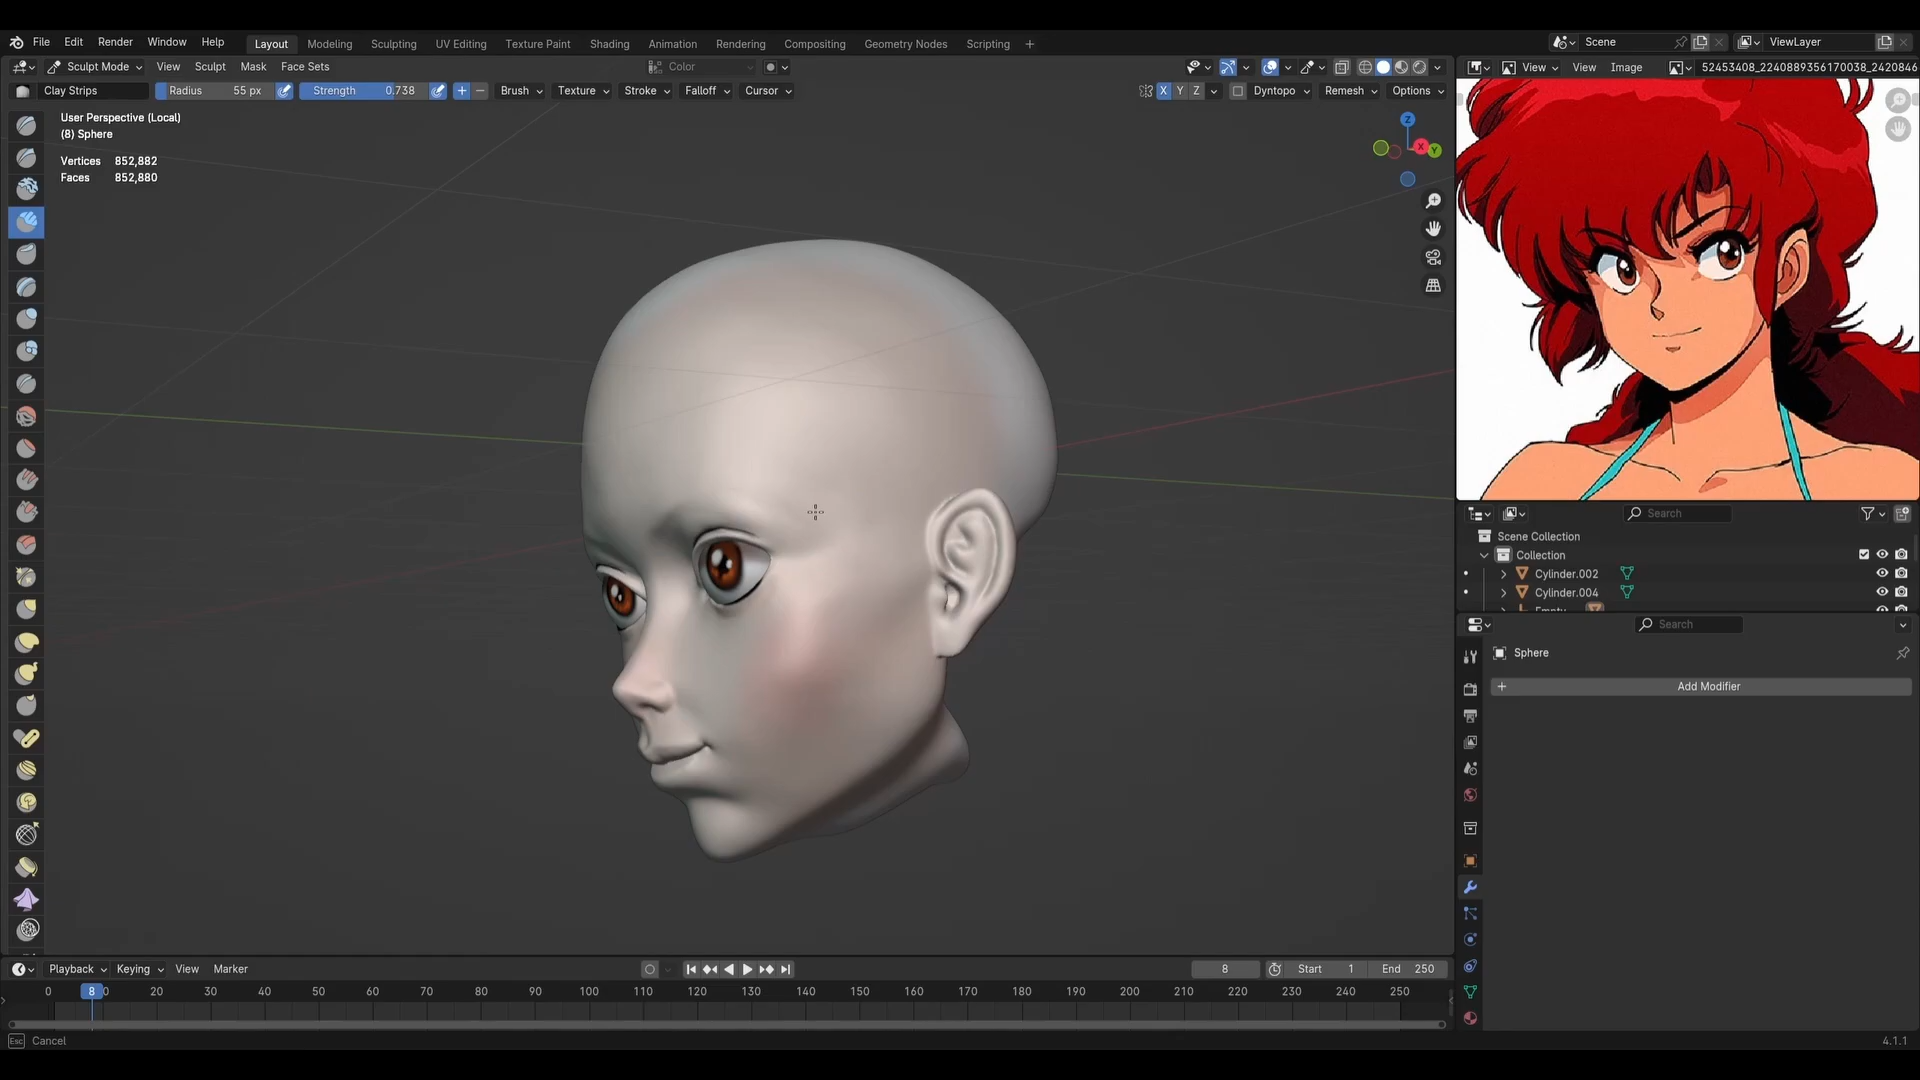 File Edit Render Window Help Layout Modeling Sculpting UV Editing Texture Paint Shading Animation Rendering Compositing Geometry Nodes Scripting + Scene ViewLayer
Sculpt Mode View Sculpt Mask Face Sets Color View View Image 52453408_2240889356170038_2420846
Clay Strips Radius 55 px Strength 0.738 Brush Texture Stroke Falloff Cursor X Y Z Dyntopo Remesh Options
User Perspective (Local)
(8) Sphere
Vertices 852,882
Faces 852,880
Z
X
Y
Search
Scene Collection
Collection
Cylinder.002
Cylinder.004
Empty
Search
Sphere
+ Add Modifier
Playback Keying View Marker 8 Start 1 End 250
0 8 20 30 40 50 60 70 80 90 100 110 120 130 140 150 160 170 180 190 200 210 220 230 240 250
Esc Cancel 4.1.1